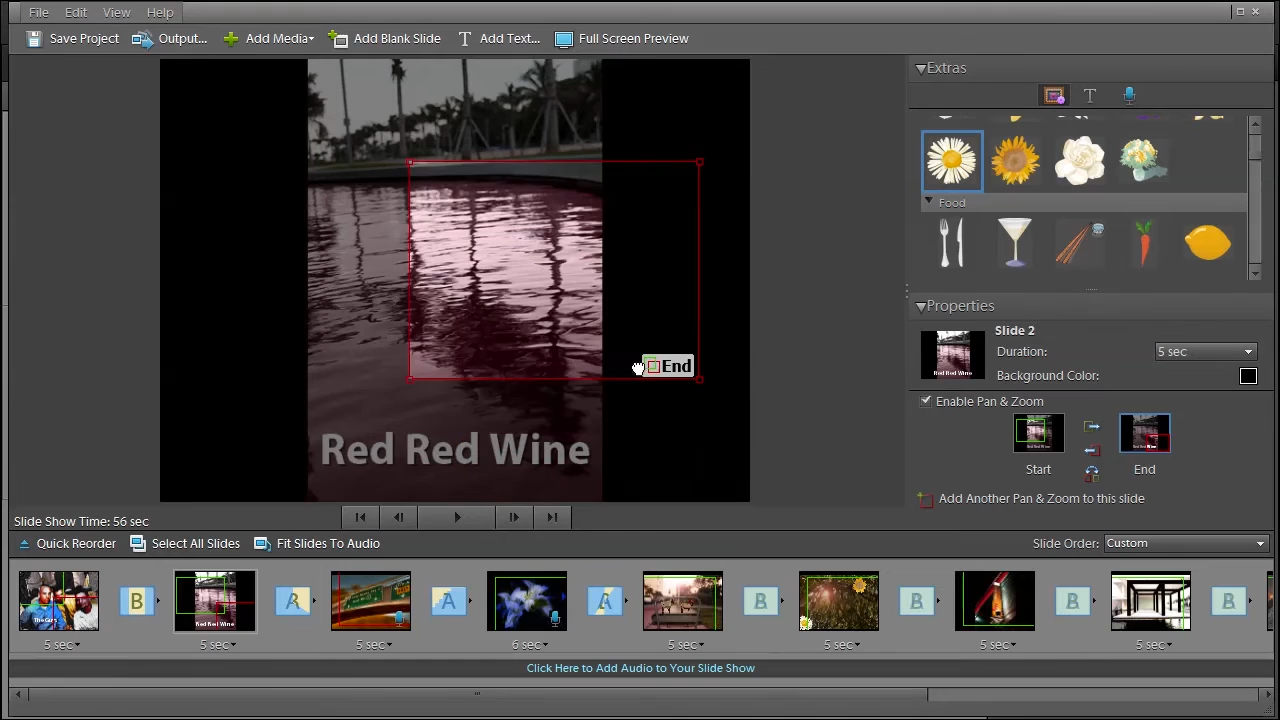 File Edit View Help
Save Project Output... Add Media Add Blank Slide T Add Text... Full Screen Preview
Extras
T
Food
End
Red Red Wine
Properties
Slide 2
Duration: 5 sec
Background Color:
Enable Pan & Zoom
Start End
Add Another Pan & Zoom to this slide
Slide Show Time: 56 sec
Quick Reorder Select All Slides Fit Slides To Audio Slide Order: Custom
B A A A B B B B
5 sec 5 sec 5 sec 6 sec 5 sec 5 sec 5 sec 5 sec
Click Here to Add Audio to Your Slide Show